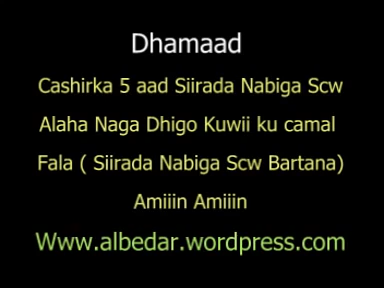 Dhamaad
Cashirka 5 aad Siirada Nabiga Scw
Alaha Naga Dhigo Kuwii ku camal
Fala ( Siirada Nabiga Scw Bartana)
Amiiin Amiiin
Www.albedar.wordpress.com